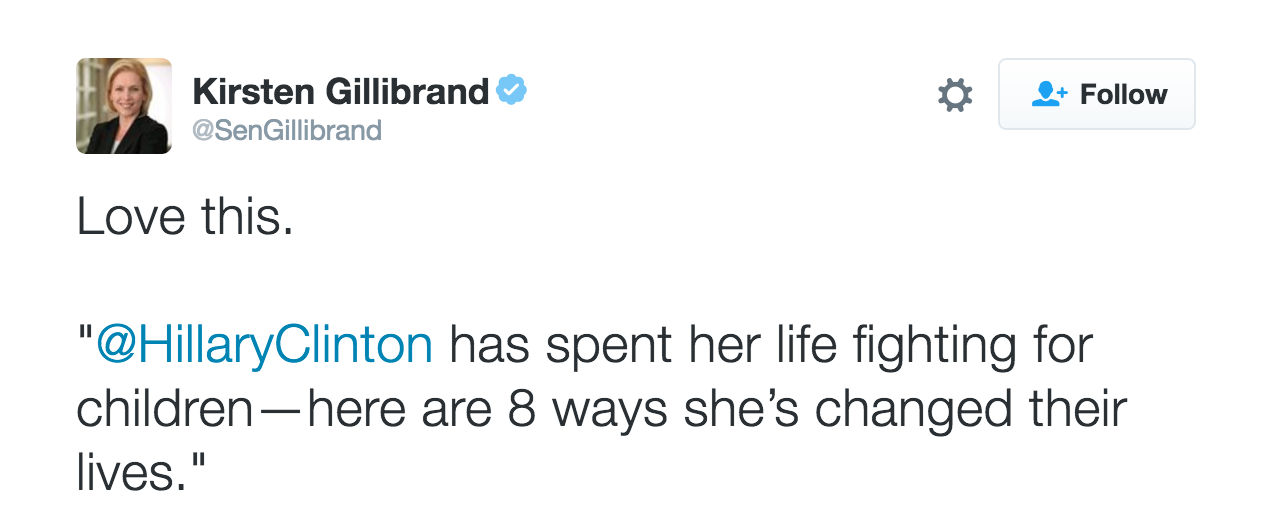 Kirsten Gillibrand
@SenGillibrand
Follow
Love this.
"@HillaryClinton has spent her life fighting for
children—here are 8 ways she’s changed their
lives."